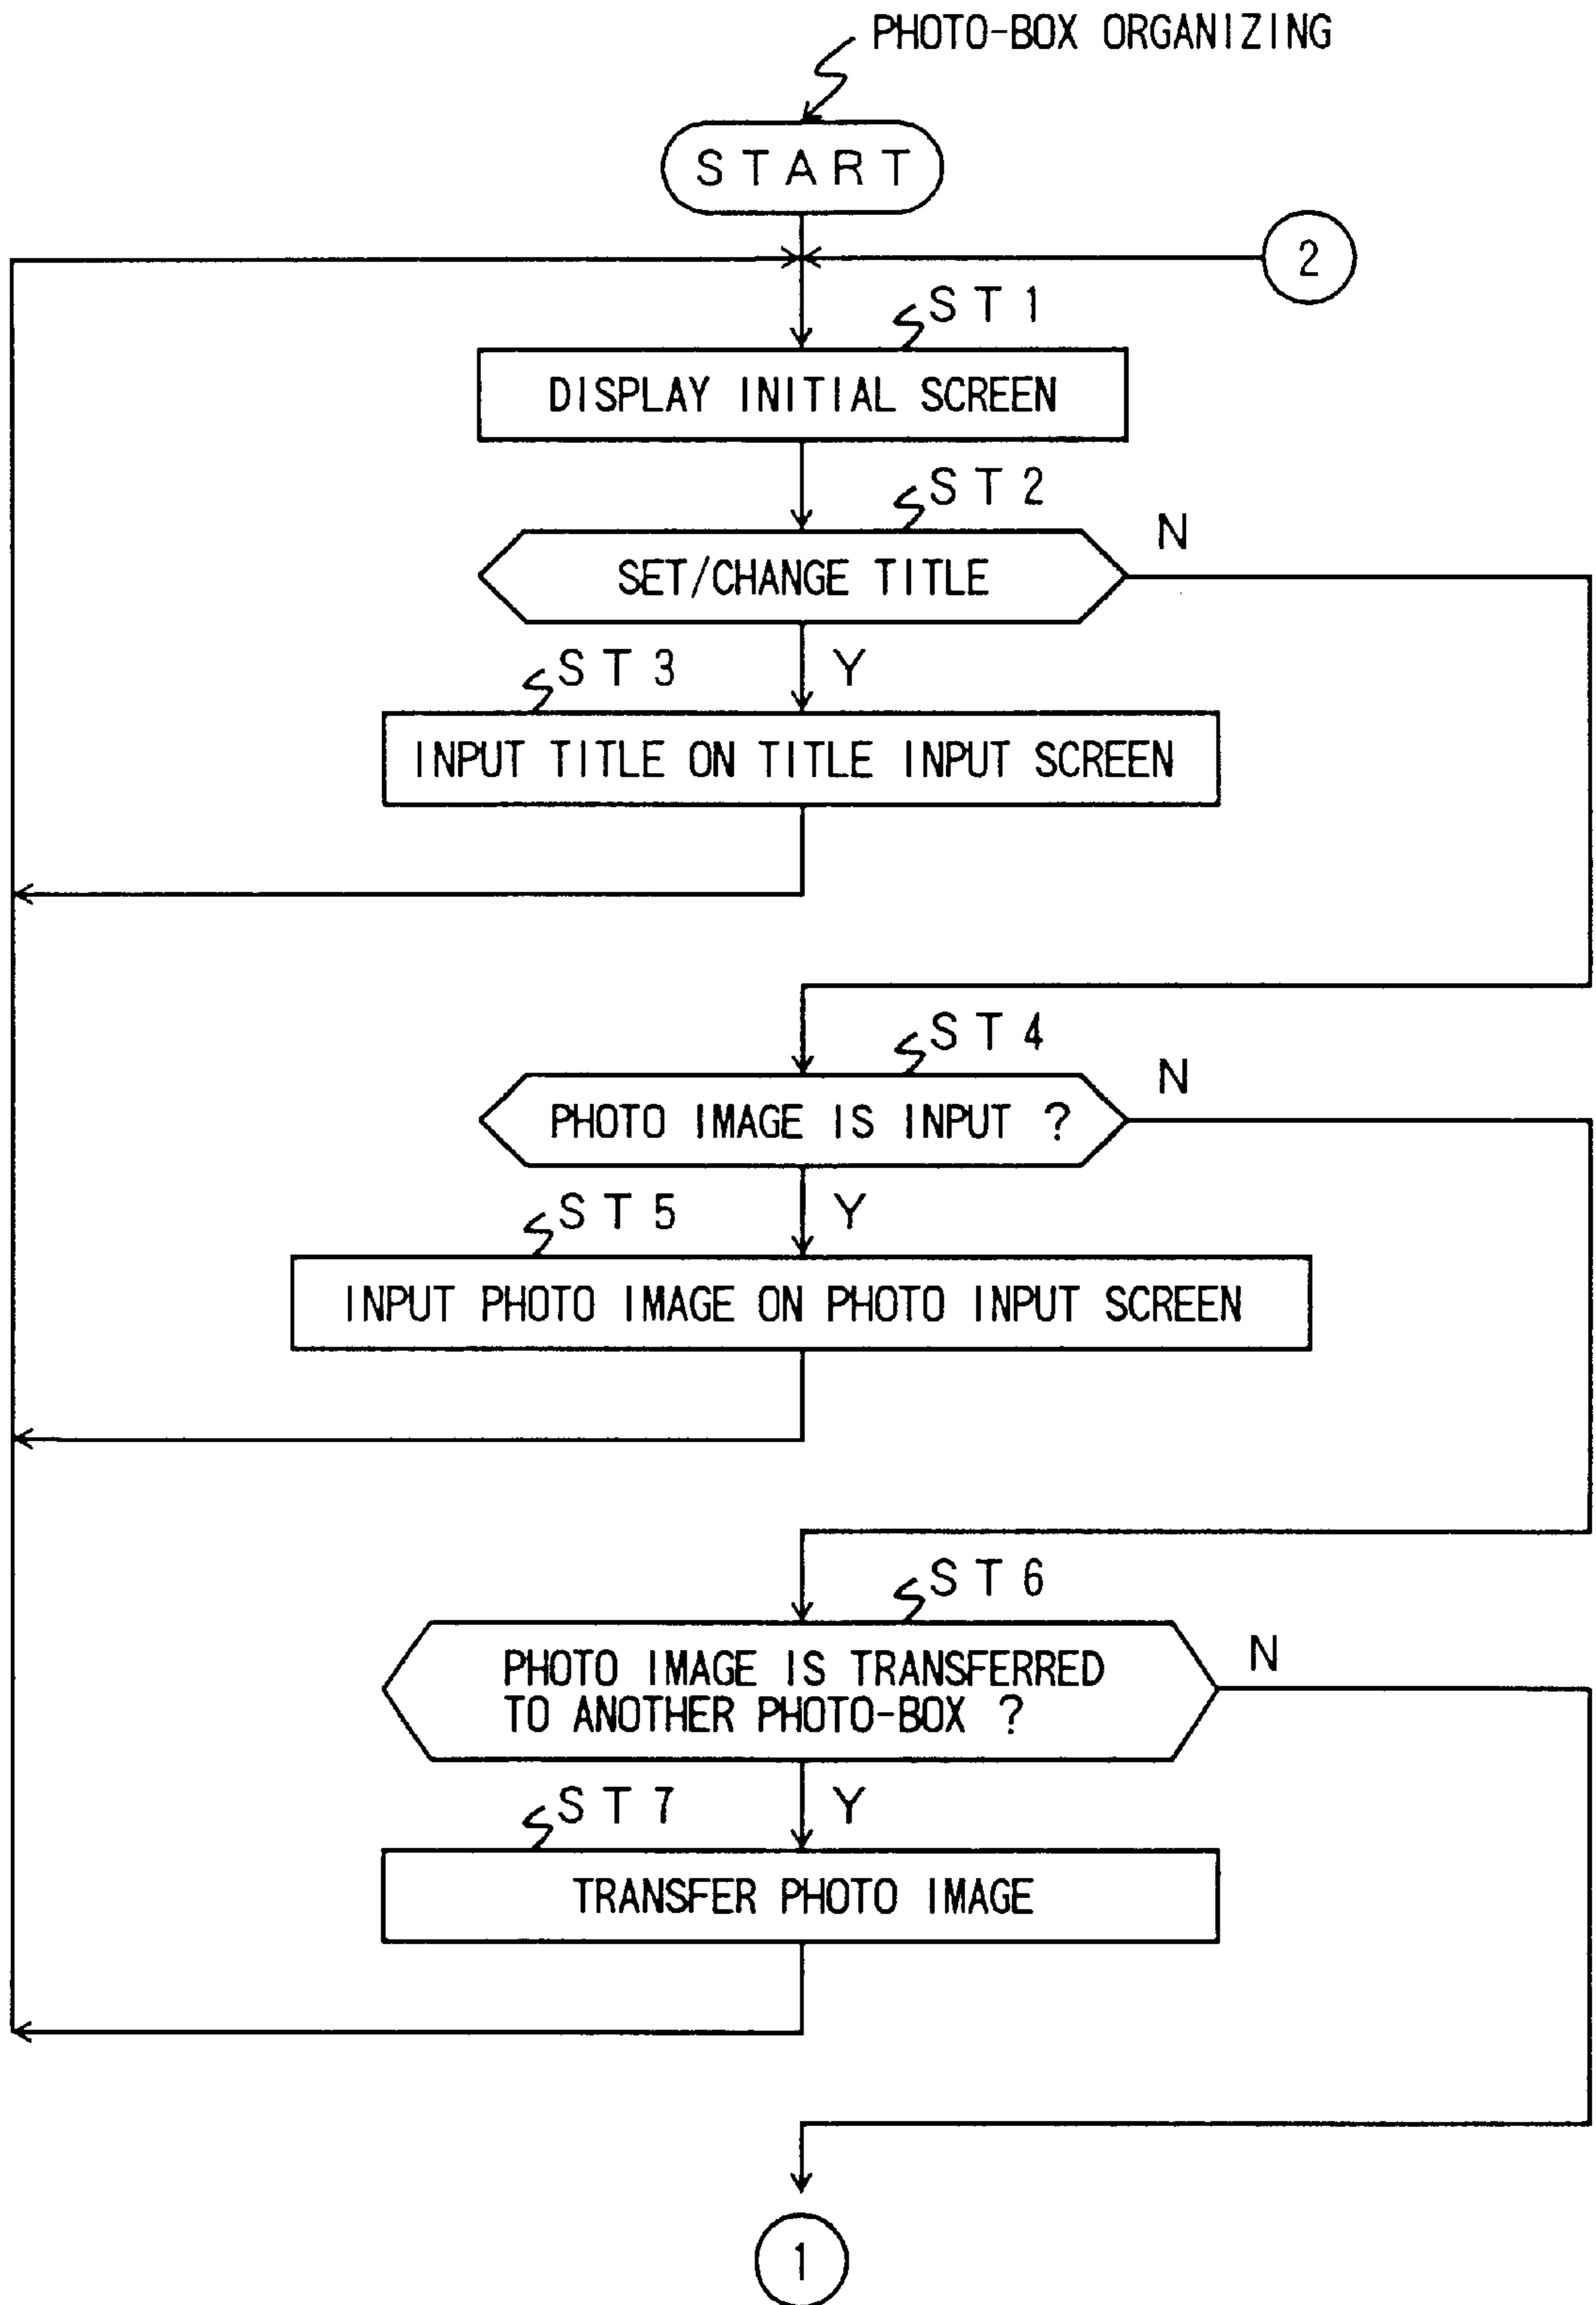 PHOTO-BOX ORGANIZING
START
2
ST1
DISPLAY INITIAL SCREEN
ST2
N
SET/CHANGE TITLE
ST3
Y
INPUT TITLE ON TITLE INPUT SCREEN
ST4
N
PHOTO IMAGE IS INPUT ?
ST5
Y
INPUT PHOTO IMAGE ON PHOTO INPUT SCREEN
ST6
N
PHOTO IMAGE IS TRANSFERRED
TO ANOTHER PHOTO-BOX ?
ST7
Y
TRANSFER PHOTO IMAGE
1